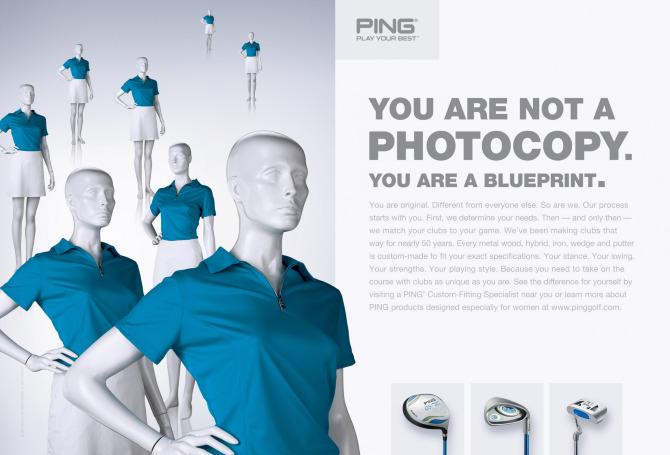 PING®
PLAY YOUR BEST™
YOU ARE NOT A
PHOTOCOPY.
YOU ARE A BLUEPRINT.
You are original. Different from everyone else. So are we. Our process
starts with you. First, we determine your needs. Then — and only then —
we match your clubs to your game. We've been making clubs that
way for nearly 50 years. Every metal wood, hybrid, iron, wedge and putter
is custom-made to fit your exact specifications. Your stance. Your swing.
Your strengths. Your playing style. Because you need to take on the
course with clubs as unique as you are. See the difference for yourself by
visiting a PING® Custom-Fitting Specialist near you or learn more about
PING products designed especially for women at www.pinggolf.com.
PING